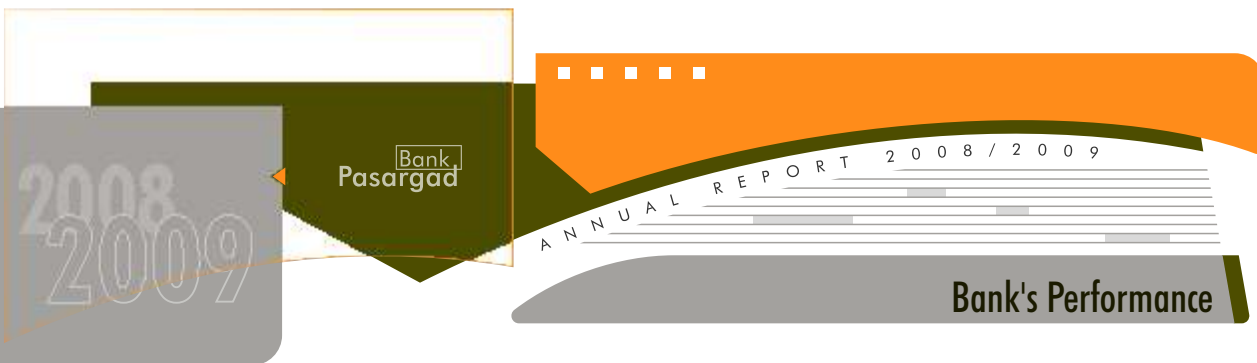 2008
2009
Bank
Pasargad
ANNUAL REPORT 2008/2009
Bank's Performance